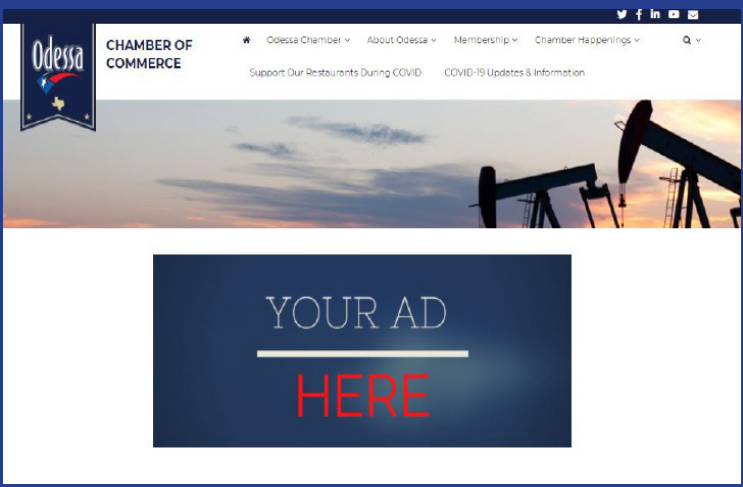 Odessa
CHAMBER OF
COMMERCE
Odessa Chamber
About Odessa
Membership
Chamber Happenings
Support Our Restaurants During COVID
COVID-19 Updates & Information
YOUR AD
HERE